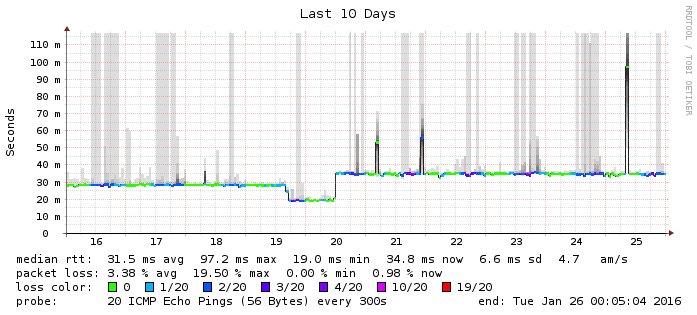 Last 10 Days
RRDTOOL / TOBI OETIKER
Seconds
110 m
100 m
90 m
80 m
70 m
60 m
50 m
40 m
30 m
20 m
10 m
0
16 17 18 19 20 21 22 23 24 25
median rtt: 31.5 ms avg 97.2 ms max 19.0 ms min 34.8 ms now 6.6 ms sd 4.7 am/s
packet loss: 3.38 % avg 19.50 % max 0.00 % min 0.98 % now
loss color: 0 1/20 2/20 3/20 4/20 10/20 19/20
probe: 20 ICMP Echo Pings (56 Bytes) every 300s end: Tue Jan 26 00:05:04 2016